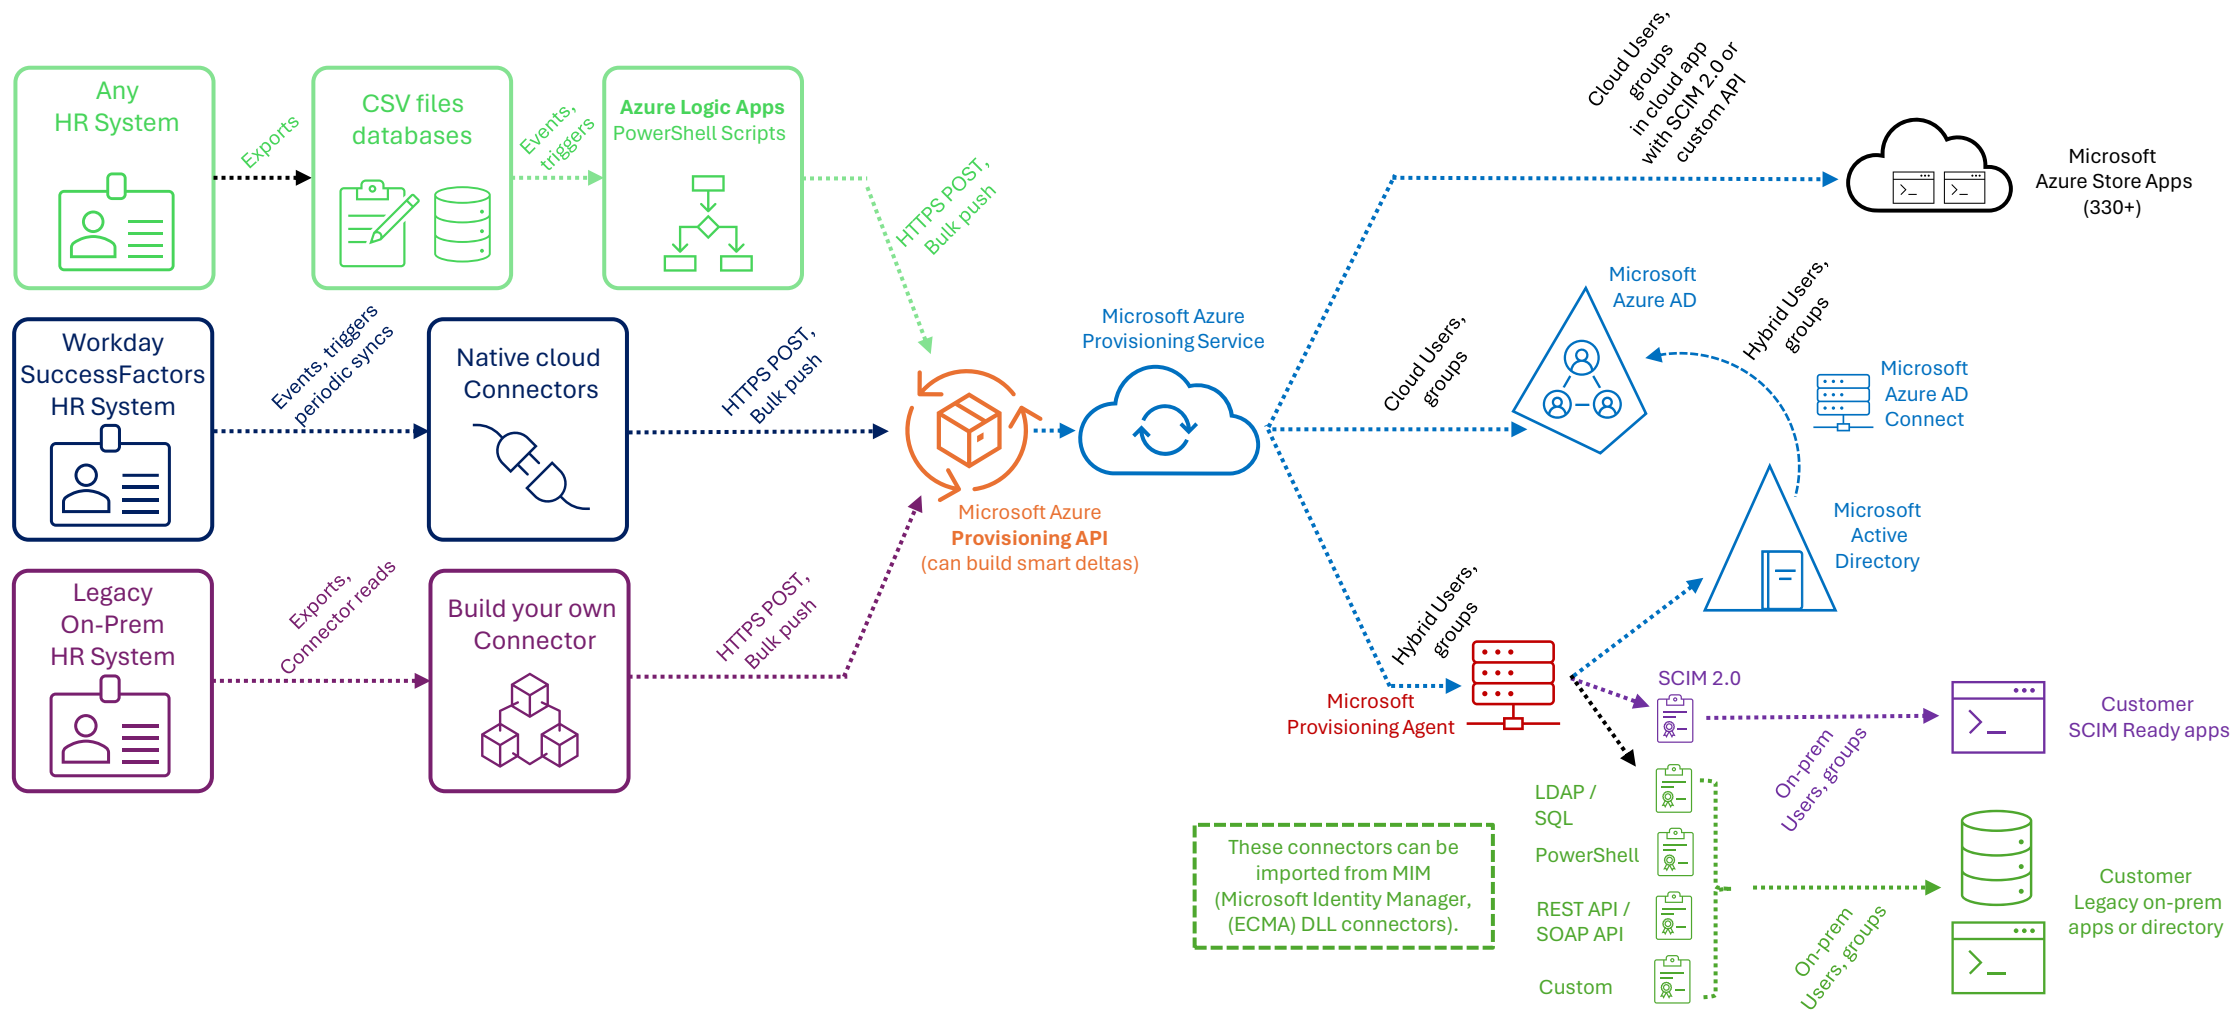 Any
HR System
Exports
CSV files
databases
Events,
triggers
Azure Logic Apps
PowerShell Scripts
HTTPS POST,
Bulk push
Workday
SuccessFactors
HR System
Events, triggers
periodic syncs
Native cloud
Connectors
HTTPS POST,
Bulk push
Legacy
On-Prem
HR System
Exports,
Connector reads
Build your own
Connector
HTTPS POST,
Bulk push
Microsoft Azure
Provisioning API
(can build smart deltas)
Microsoft Azure
Provisioning Service
Cloud Users,
groups
in cloud app
with SCIM 2.0 or
custom API
Microsoft
Azure Store Apps
(330+)
Cloud Users,
groups
Microsoft
Azure AD
Hybrid Users,
groups
Microsoft
Azure AD
Connect
Microsoft
Active
Directory
Hybrid Users,
groups
Microsoft
Provisioning Agent
SCIM 2.0
On-prem
Users, groups
Customer
SCIM Ready apps
LDAP /
SQL
PowerShell
REST API /
SOAP API
Custom
These connectors can be
imported from MIM
(Microsoft Identity Manager,
(ECMA) DLL connectors).
On-prem
Users, groups
Customer
Legacy on-prem
apps or directory